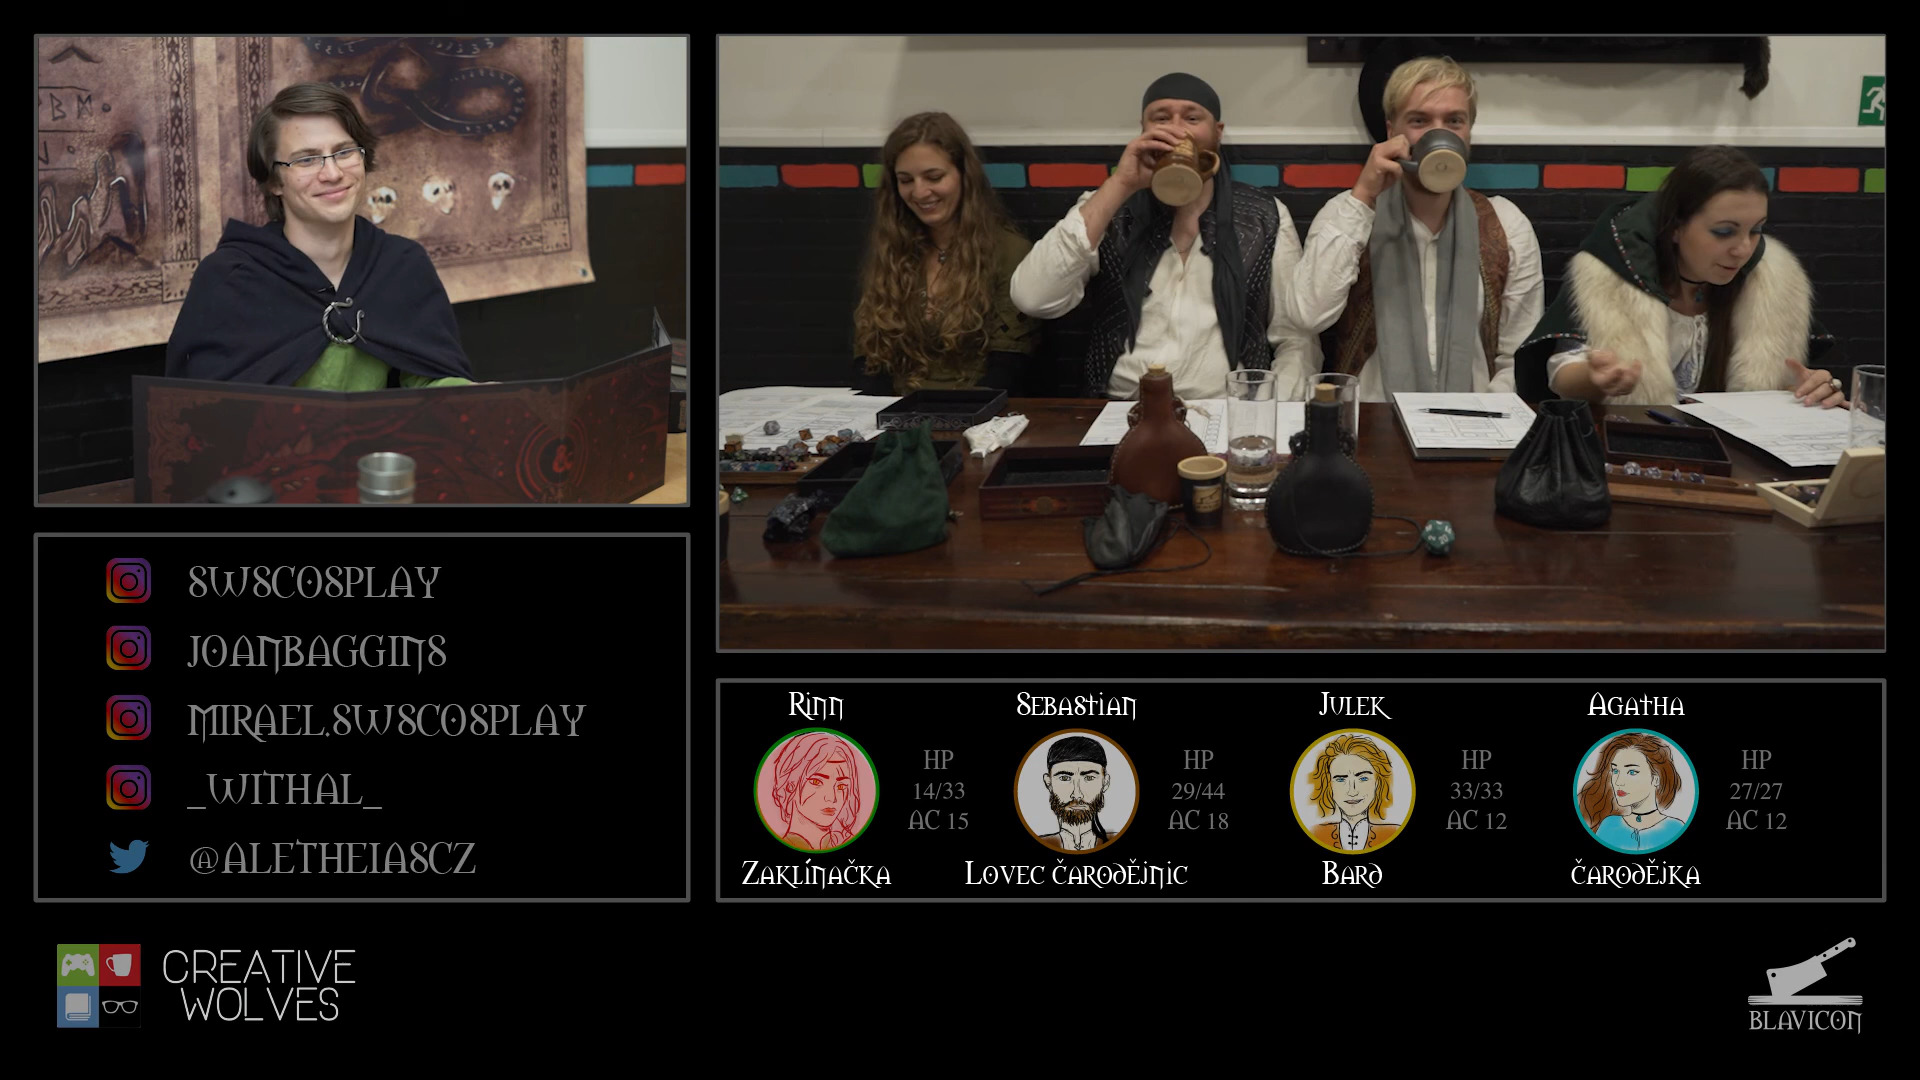 SWSCOSPLAY
JOANBAGGINS
MIRAEL.SWSCOSPLAY
_WITHAL_
@ALETHEIASCZ
Rinn
HP
14/33
AC 15
Zaklínačka
Sebastian
HP
29/44
AC 18
Lovec čarodějnic
Julek
HP
33/33
AC 12
Bard
Agatha
HP
27/27
AC 12
Čarodějka
CREATIVE
WOLVES
BLAVICON